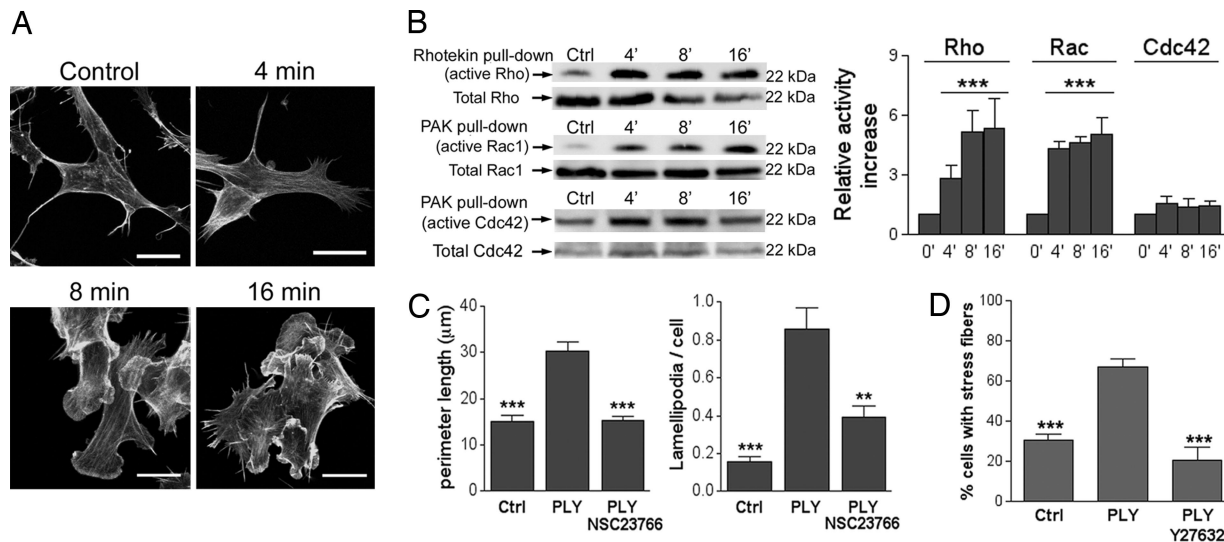 A
Control
4 min
8 min
16 min
B
Rhotekin pull-down
(active Rho)
Ctrl 4' 8' 16'
22 kDa
Total Rho
22 kDa
PAK pull-down
(active Rac1)
Ctrl 4' 8' 16'
22 kDa
Total Rac1
22 kDa
PAK pull-down
(active Cdc42)
Ctrl 4' 8' 16'
22 kDa
Total Cdc42
22 kDa
Rho Rac Cdc42
*** ***
Relative activity
increase
9
6
3
0
0' 4' 8' 16' 0' 4' 8' 16' 0' 4' 8' 16'
C
perimeter length (μm)
40
30
20
10
0
*** ***
Ctrl PLY PLY
NSC23766
Lamellipodia / cell
1.0
0.8
0.6
0.4
0.2
0.0
*** **
Ctrl PLY PLY
NSC23766
D
% cells with stress fibers
100
80
60
40
20
0
*** ***
Ctrl PLY PLY
Y27632